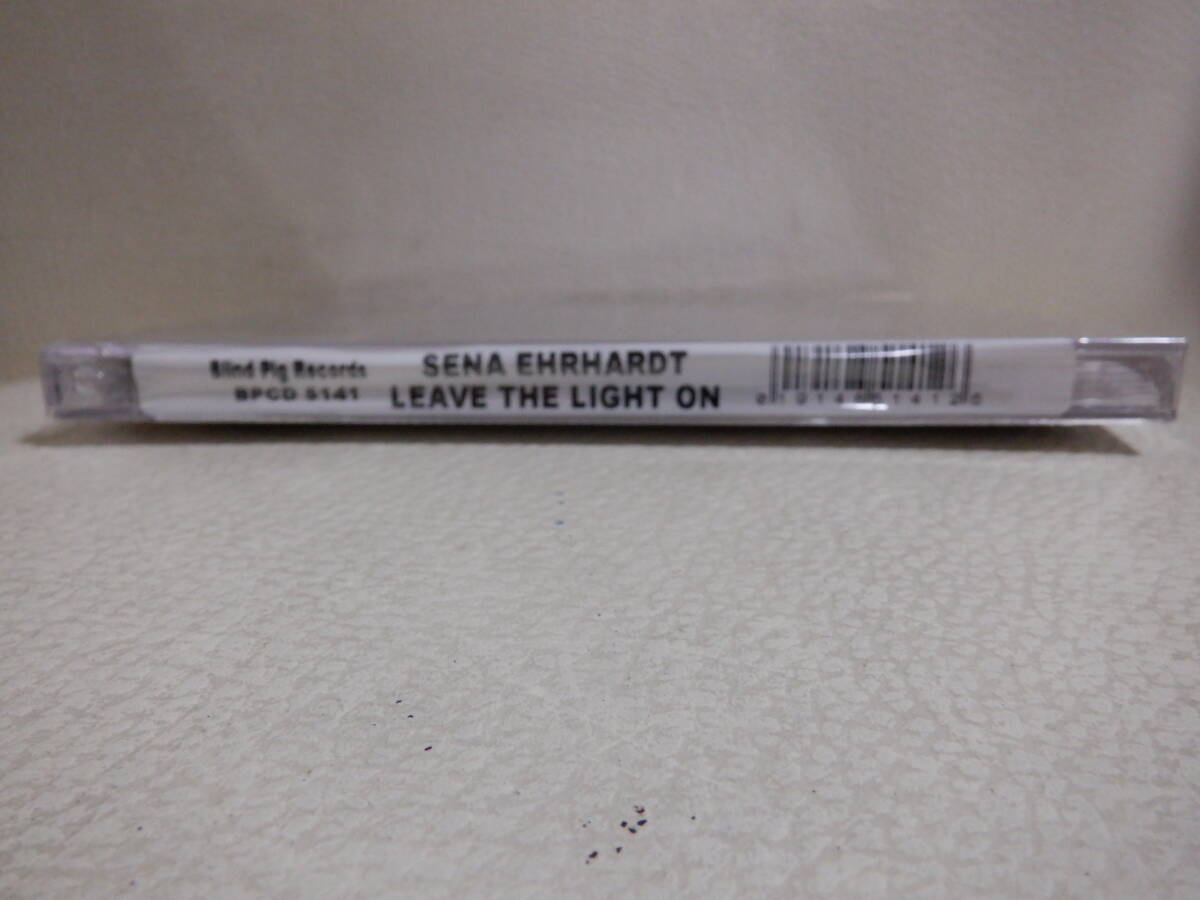 Blind Pig Records
BPCD 5141
SENA EHRHARDT
LEAVE THE LIGHT ON